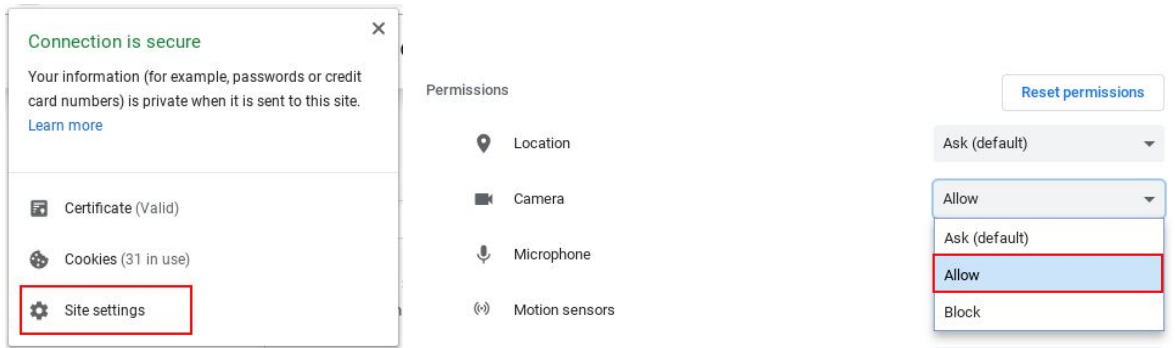 Connection is secure
Your information (for example, passwords or credit
card numbers) is private when it is sent to this site.
Learn more
Certificate (Valid)
Cookies (31 in use)
Site settings
Permissions
Reset permissions
Location
Ask (default)
Camera
Allow
Ask (default)
Microphone
Allow
Motion sensors
Block